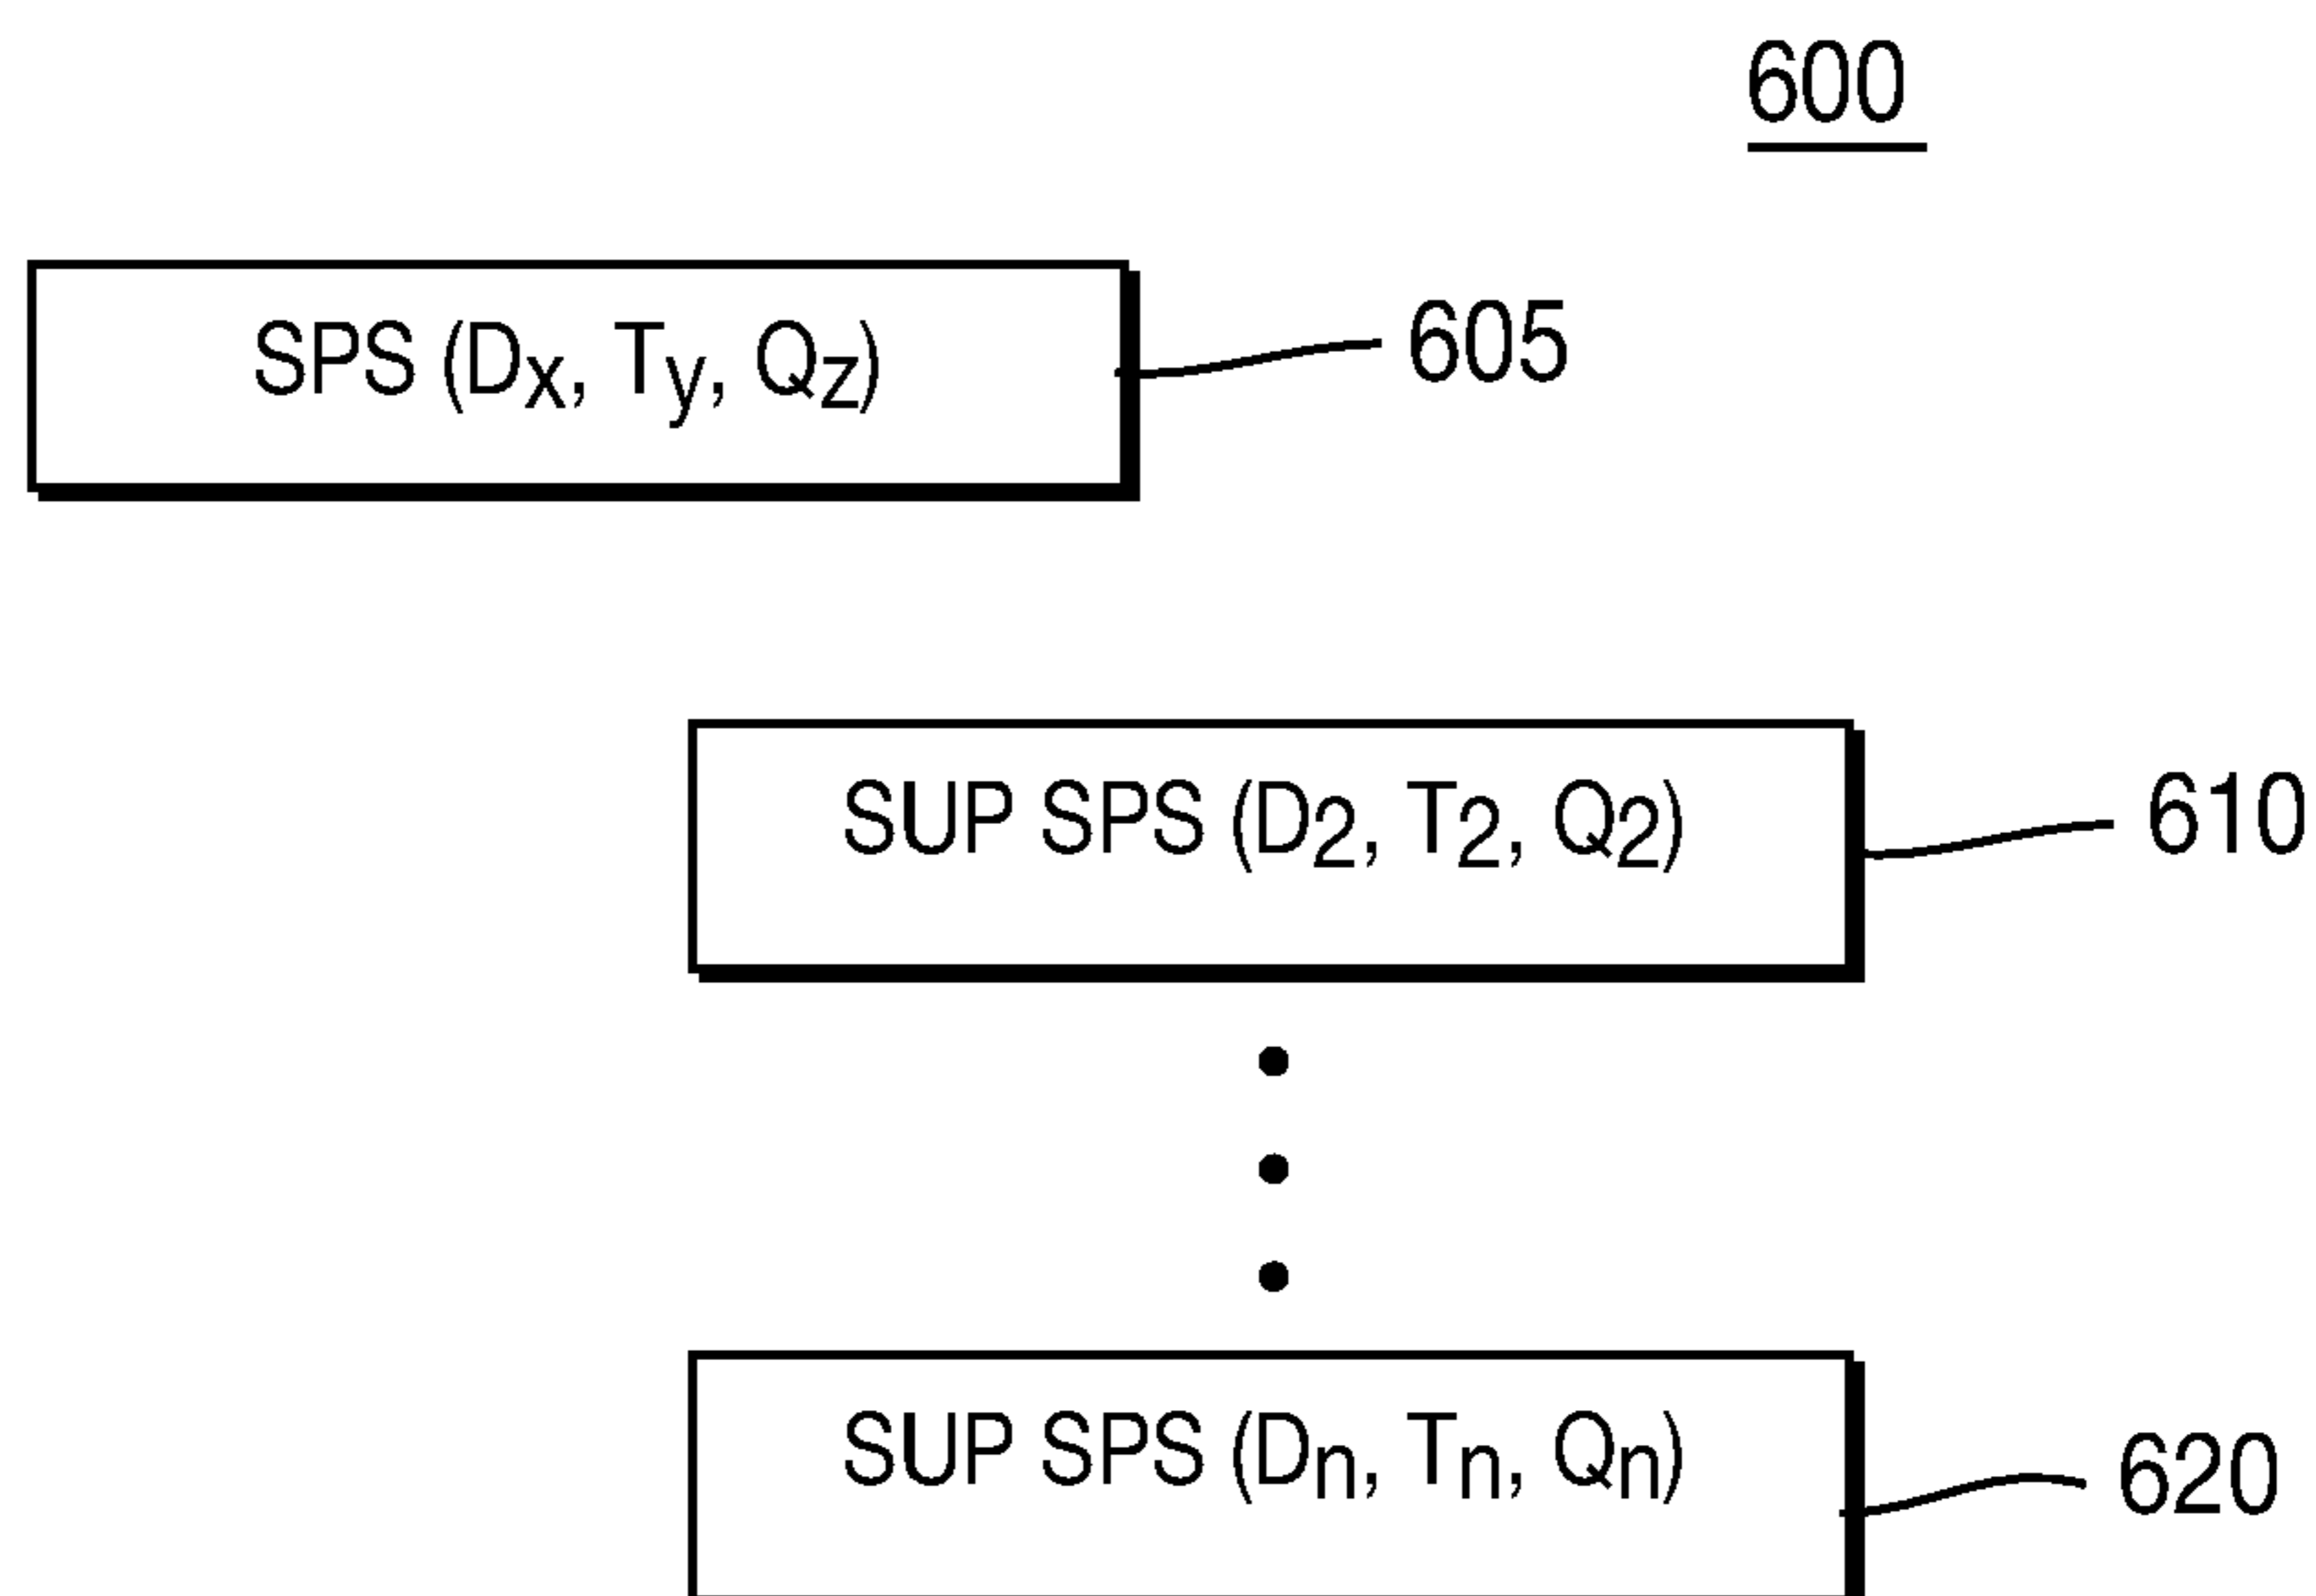 600
SPS (Dx, Ty, Qz)
605
SUP SPS (D2, T2, Q2)
610
SUP SPS (Dn, Tn, Qn)
620